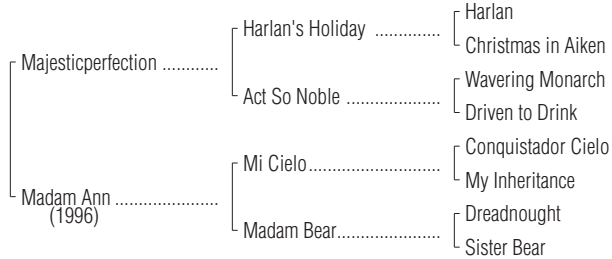 Harlan
Harlan's Holiday ..............
Christmas in Aiken
Majesticperfection ............
Wavering Monarch
Act So Noble .....................
Driven to Drink
Conquistador Cielo
Mi Cielo.............................
My Inheritance
Madam Ann .......................
(1996)
Dreadnought
Madam Bear.......................
Sister Bear